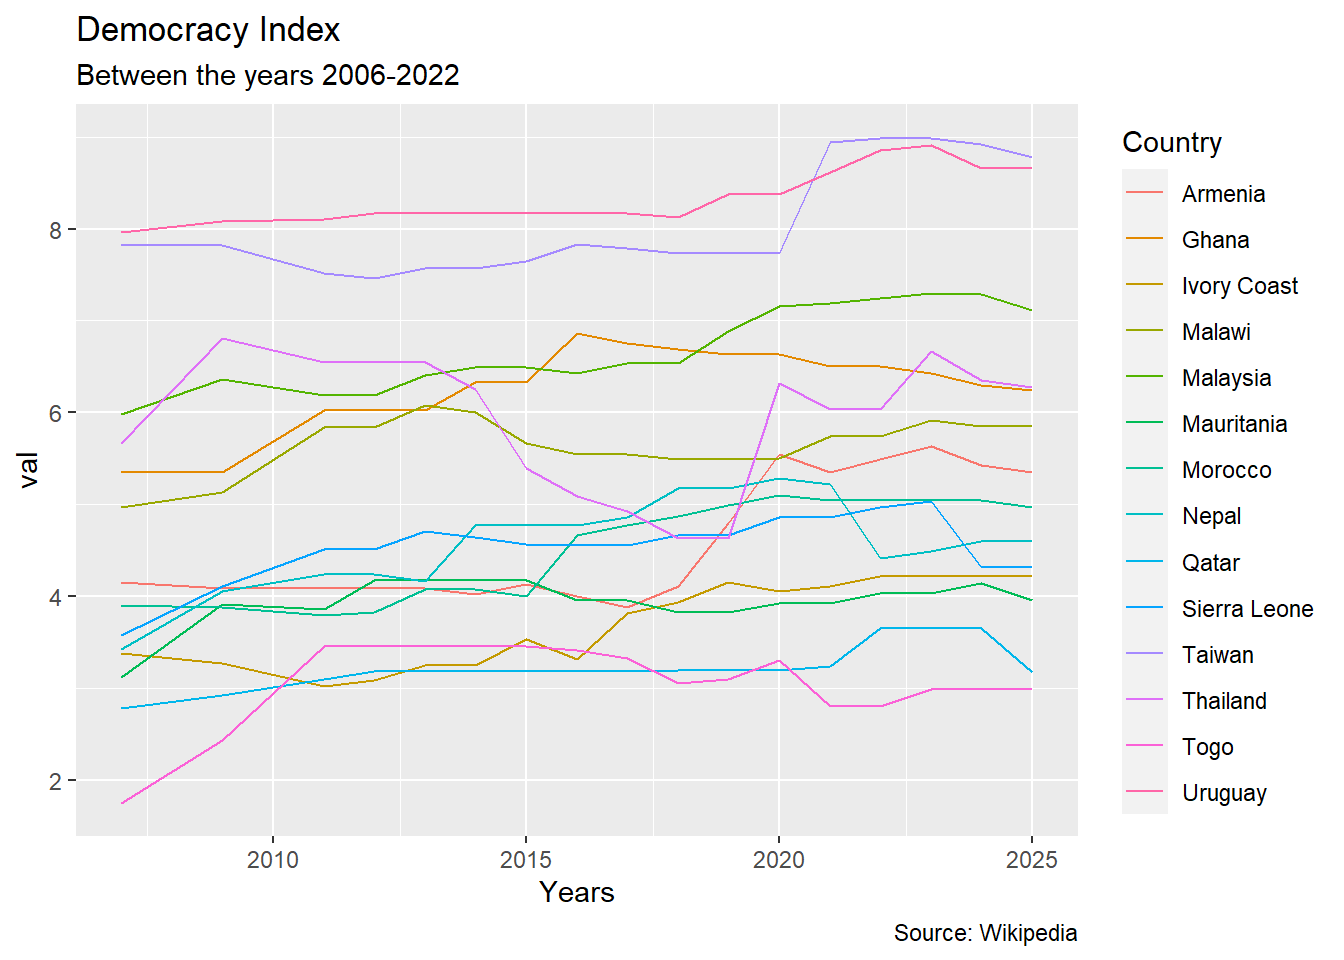 Democracy Index
Between the years 2006-2022
val
8
6
4
2
2010
2015
2020
2025
Years
Country
Armenia
Ghana
Ivory Coast
Malawi
Malaysia
Mauritania
Morocco
Nepal
Qatar
Sierra Leone
Taiwan
Thailand
Togo
Uruguay
Source: Wikipedia